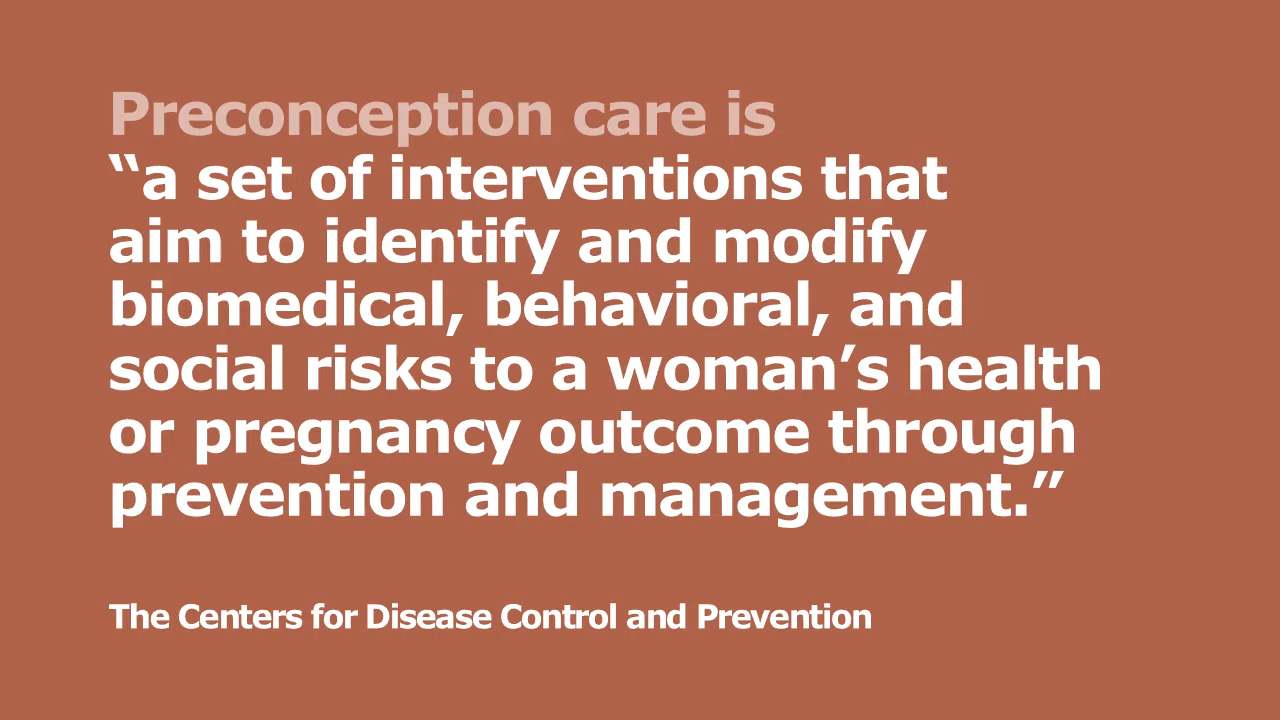 Preconception care is
“a set of interventions that
aim to identify and modify
biomedical, behavioral, and
social risks to a woman’s health
or pregnancy outcome through
prevention and management.”
The Centers for Disease Control and Prevention